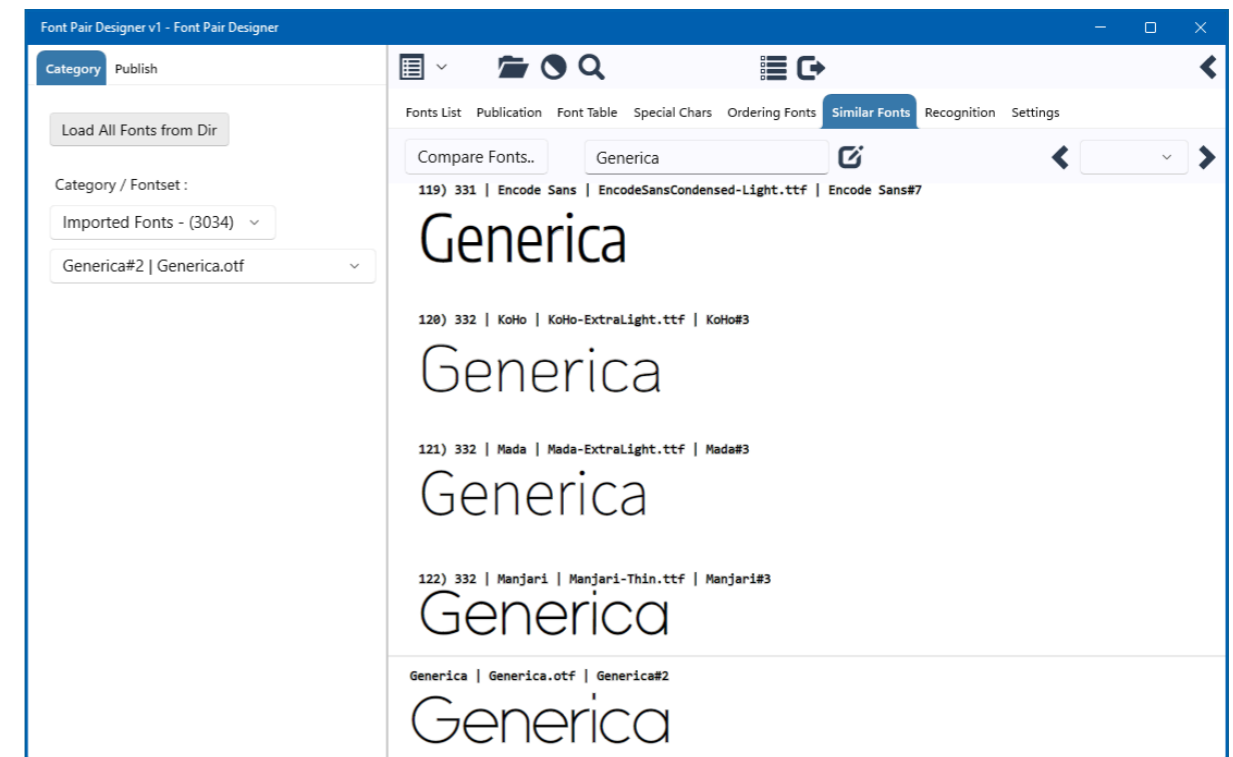 Font Pair Designer v1 - Font Pair Designer
Category Publish
Load All Fonts from Dir
Category / Fontset :
Imported Fonts - (3034)
Generica#2 | Generica.otf
Fonts List Publication Font Table Special Chars Ordering Fonts Similar Fonts Recognition Settings
Compare Fonts.. Generica
119) 331 | Encode Sans | EncodeSansCondensed-Light.ttf | Encode Sans#7
Generica
120) 332 | KoHo | KoHo-ExtraLight.ttf | KoHo#3
Generica
121) 332 | Mada | Mada-ExtraLight.ttf | Mada#3
Generica
122) 332 | Manjari | Manjari-Thin.ttf | Manjari#3
Generica
Generica | Generica.otf | Generica#2
Generica